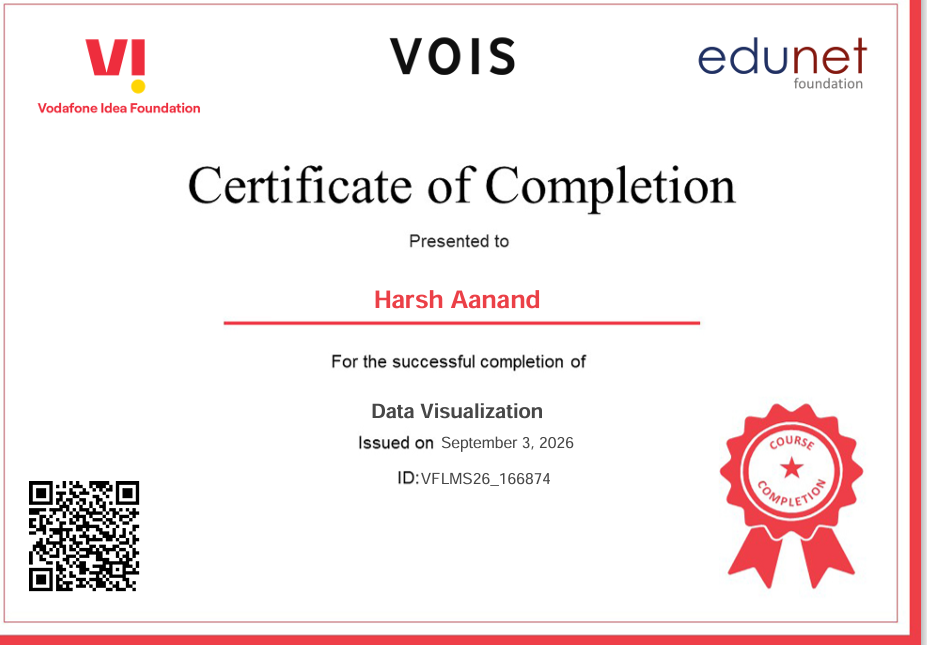 VI
Vodafone Idea Foundation
VOIS
edunet
foundation
Certificate of Completion
Presented to
Harsh Aanand
For the successful completion of
Data Visualization
Issued on September 3, 2026
ID:VFLMS26_166874
COURSE
COMPLETION